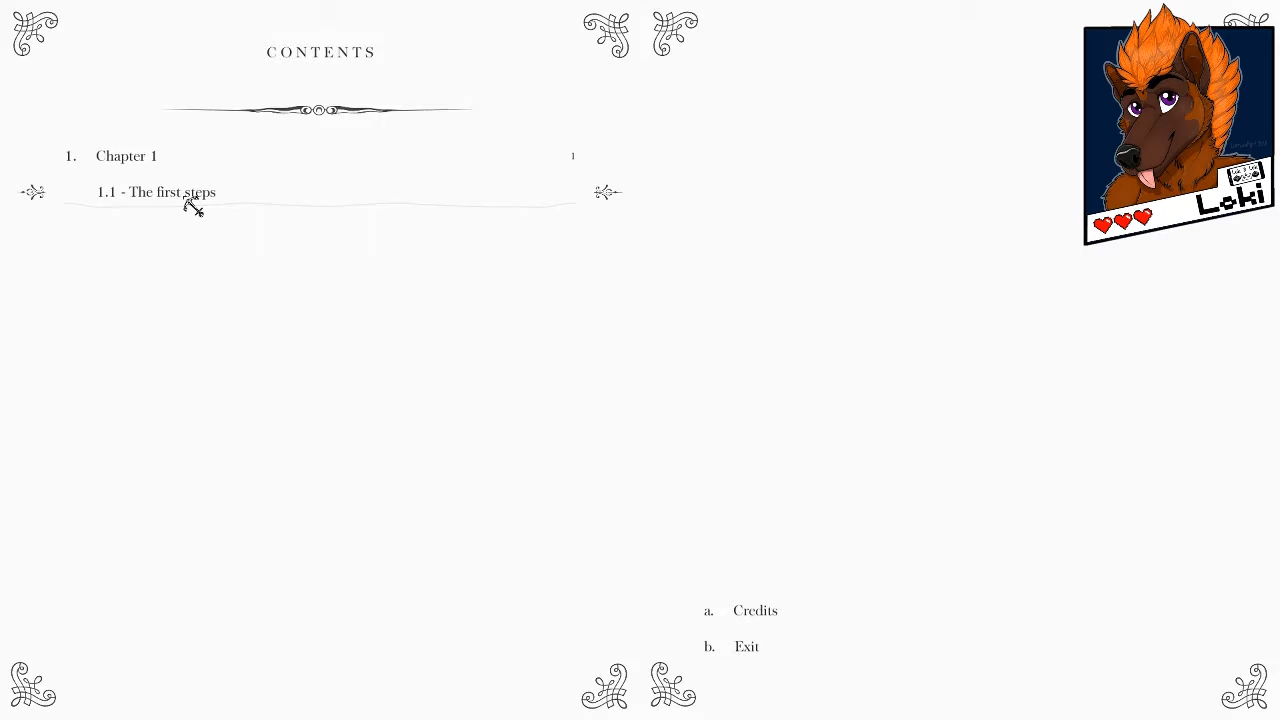 CONTENTS
1. Chapter 1 1
1.1 - The first steps
Loki
a. Credits
b. Exit